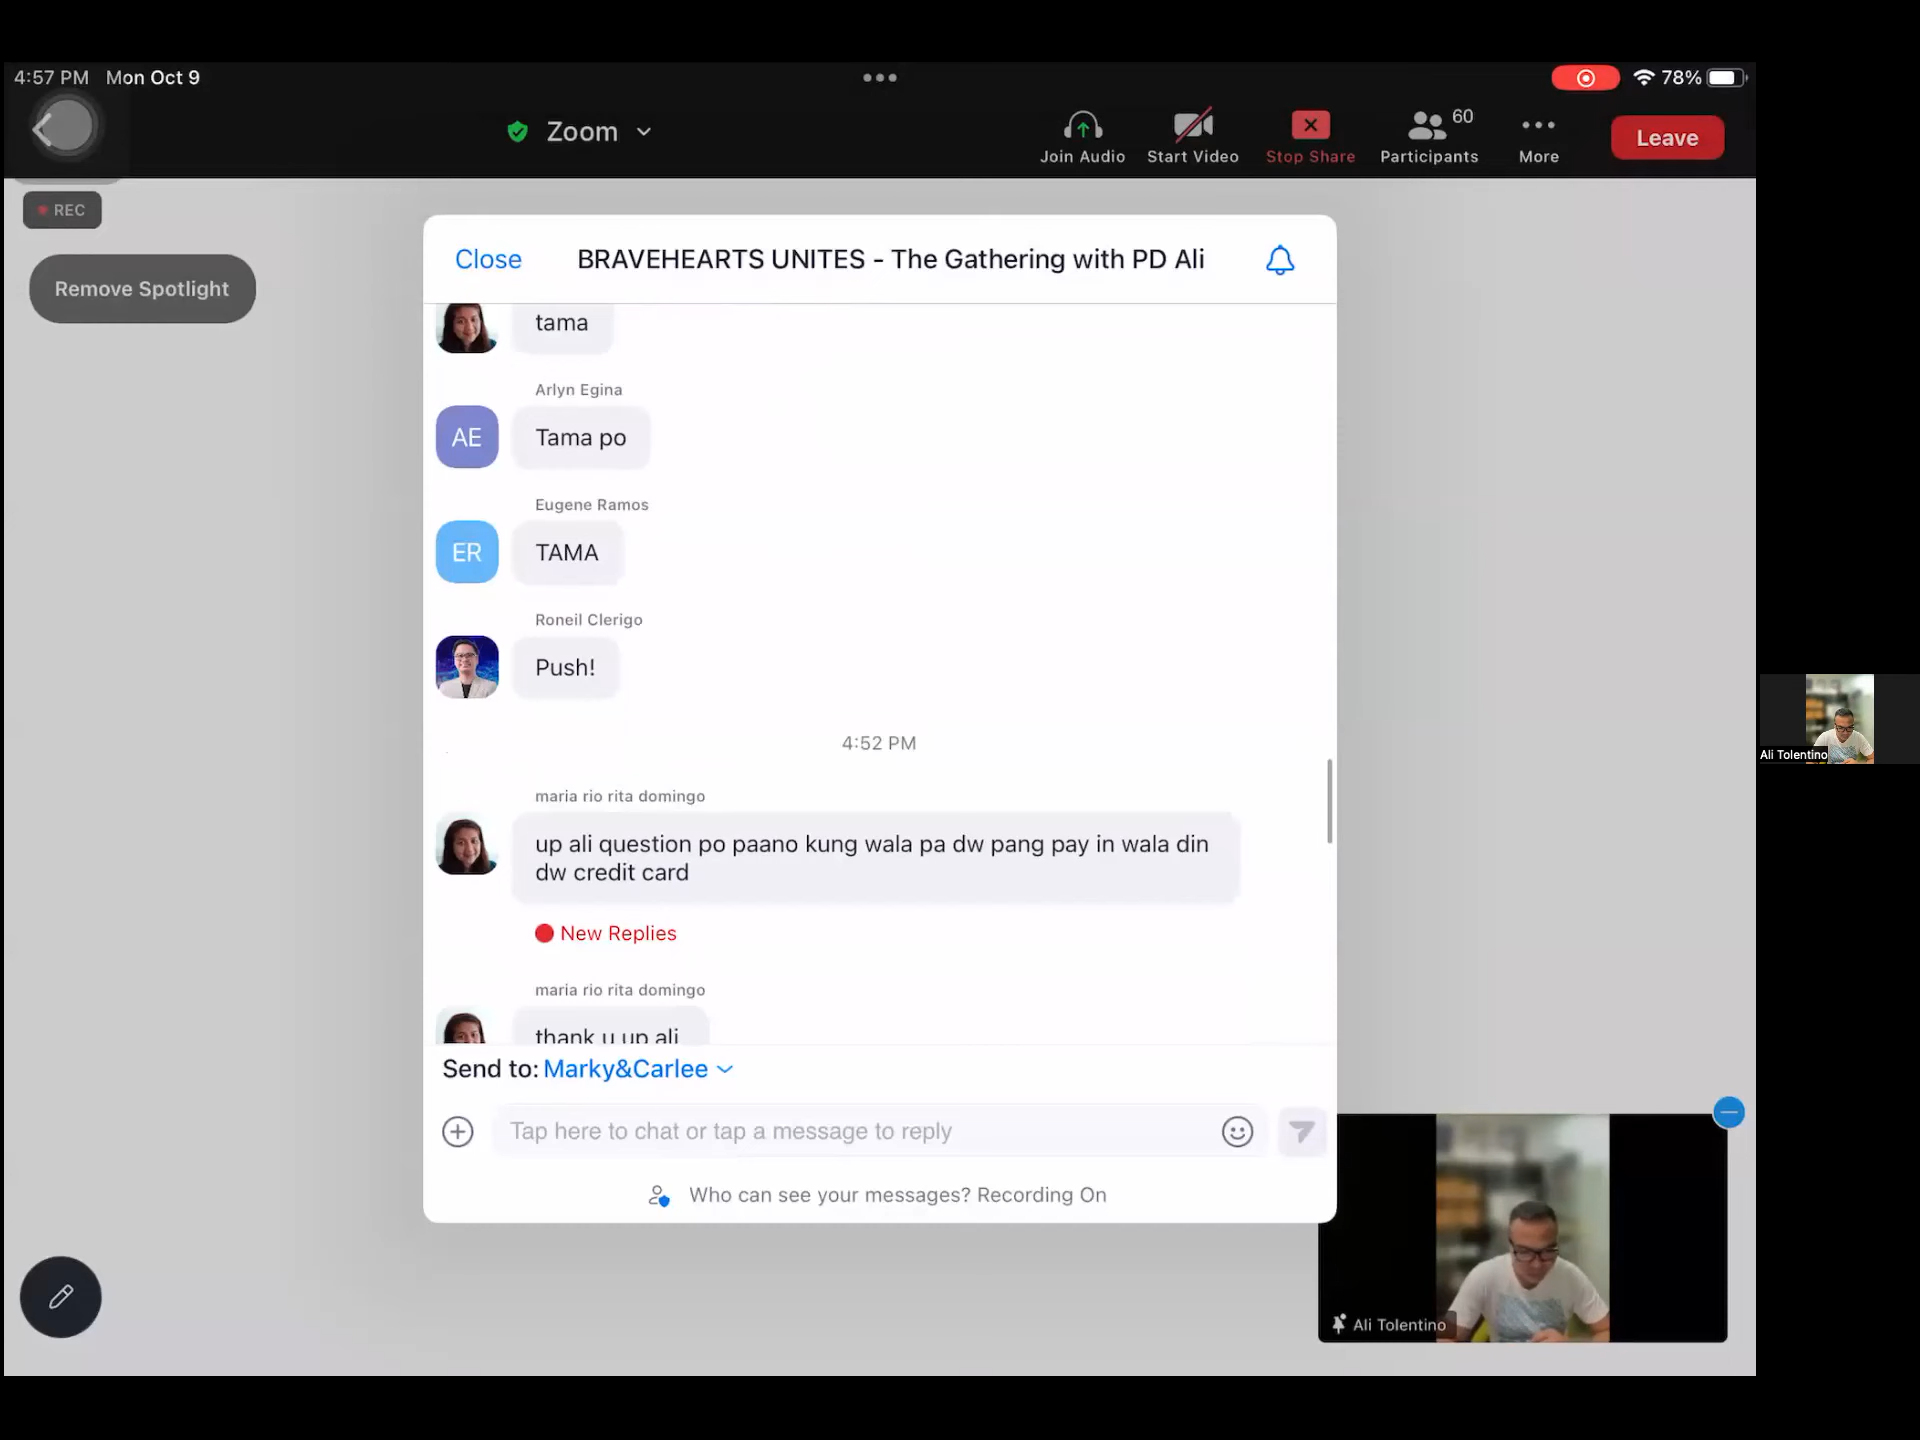 4:57 PM Mon Oct 9
78%
Zoom
Join Audio
Start Video
Stop Share
60
Participants
More
Leave
REC
Remove Spotlight
Close
BRAVEHEARTS UNITES - The Gathering with PD Ali
tama
Arlyn Egina
AE
Tama po
Eugene Ramos
ER
TAMA
Roneil Clerigo
Push!
4:52 PM
maria rio rita domingo
up ali question po paano kung wala pa dw pang pay in wala din
dw credit card
New Replies
maria rio rita domingo
thank u up ali
Send to: Marky&Carlee
Tap here to chat or tap a message to reply
Who can see your messages? Recording On
Ali Tolentino
Ali Tolentino